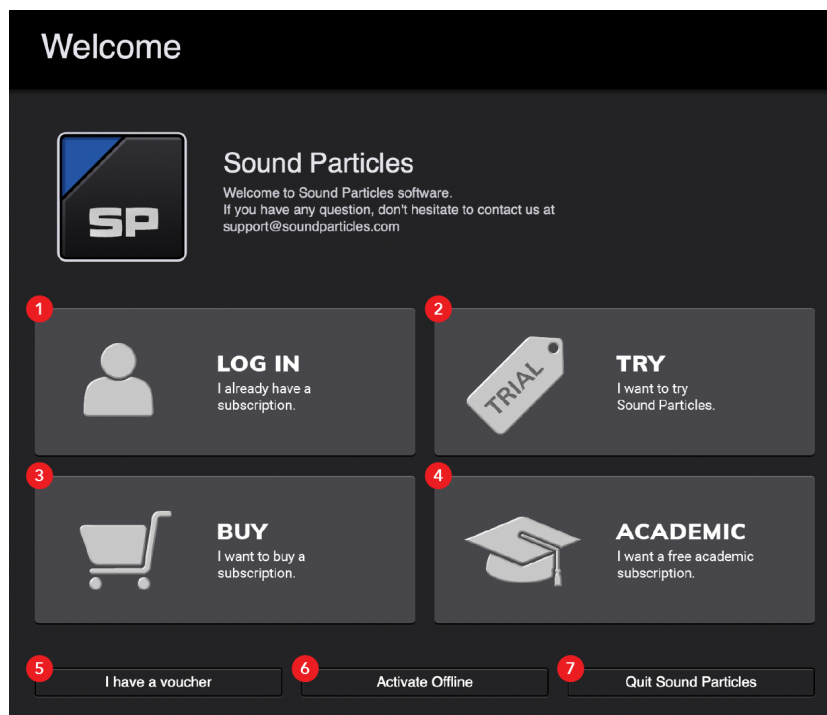 Welcome
SP
Sound Particles
Welcome to Sound Particles software.
If you have any question, don't hesitate to contact us at
support@soundparticles.com
1
LOG IN
I already have a
subscription.
2
TRIAL
TRY
I want to try
Sound Particles.
3
BUY
I want to buy a
subscription.
4
ACADEMIC
I want a free academic
subscription.
5
I have a voucher
6
Activate Offline
7
Quit Sound Particles